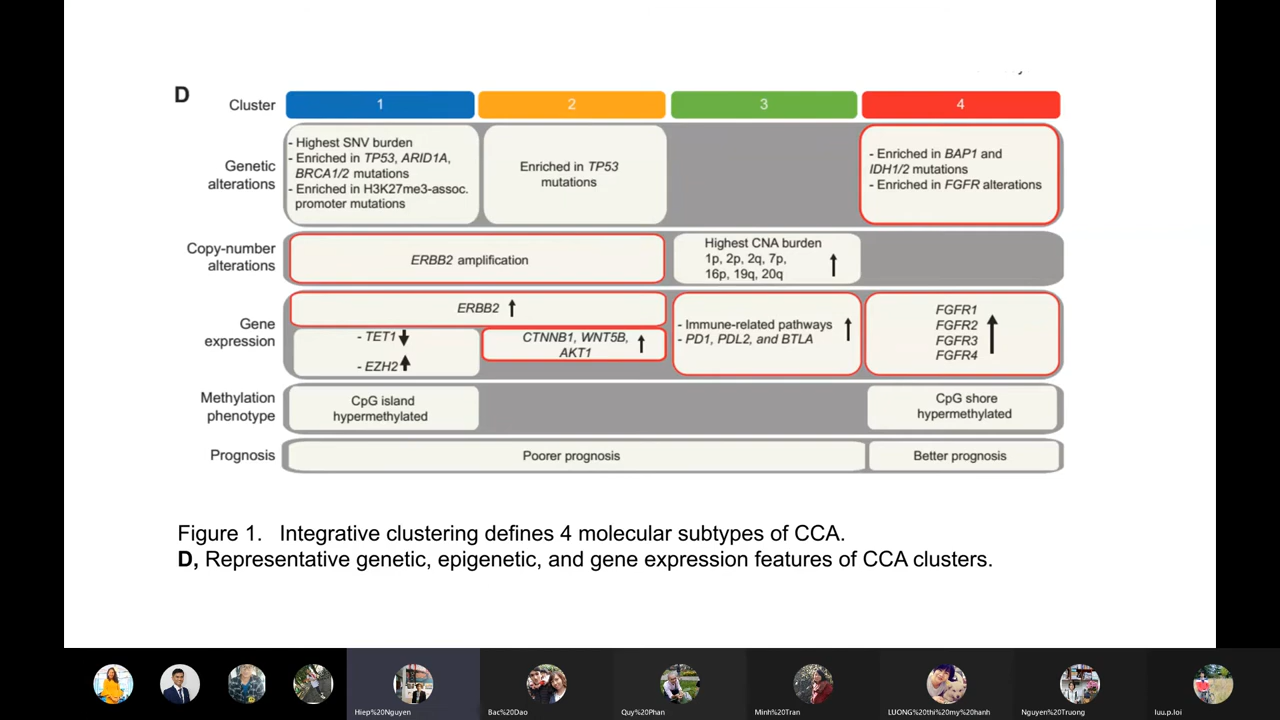 D
Cluster
1
2
3
4
Genetic
alterations
- Highest SNV burden
- Enriched in TP53, ARID1A,
BRCA1/2 mutations
- Enriched in H3K27me3-assoc.
promoter mutations
Enriched in TP53
mutations
- Enriched in BAP1 and
IDH1/2 mutations
- Enriched in FGFR alterations
Copy-number
alterations
ERBB2 amplification
Highest CNA burden
1p, 2p, 2q, 7p,
16p, 19q, 20q
Gene
expression
ERBB2
- TET1
- EZH2
CTNNB1, WNT5B,
AKT1
- Immune-related pathways
- PD1, PDL2, and BTLA
FGFR1
FGFR2
FGFR3
FGFR4
Methylation
phenotype
CpG island
hypermethylated
CpG shore
hypermethylated
Prognosis
Poorer prognosis
Better prognosis
Figure 1. Integrative clustering defines 4 molecular subtypes of CCA.
D, Representative genetic, epigenetic, and gene expression features of CCA clusters.
Hiep%20Nguyen
Bac%20Dao
Quy%20Phan
Minh%20Tran
LUONG%20thi%20my%20hanh
Nguyen%20Truong
luu.p.loi